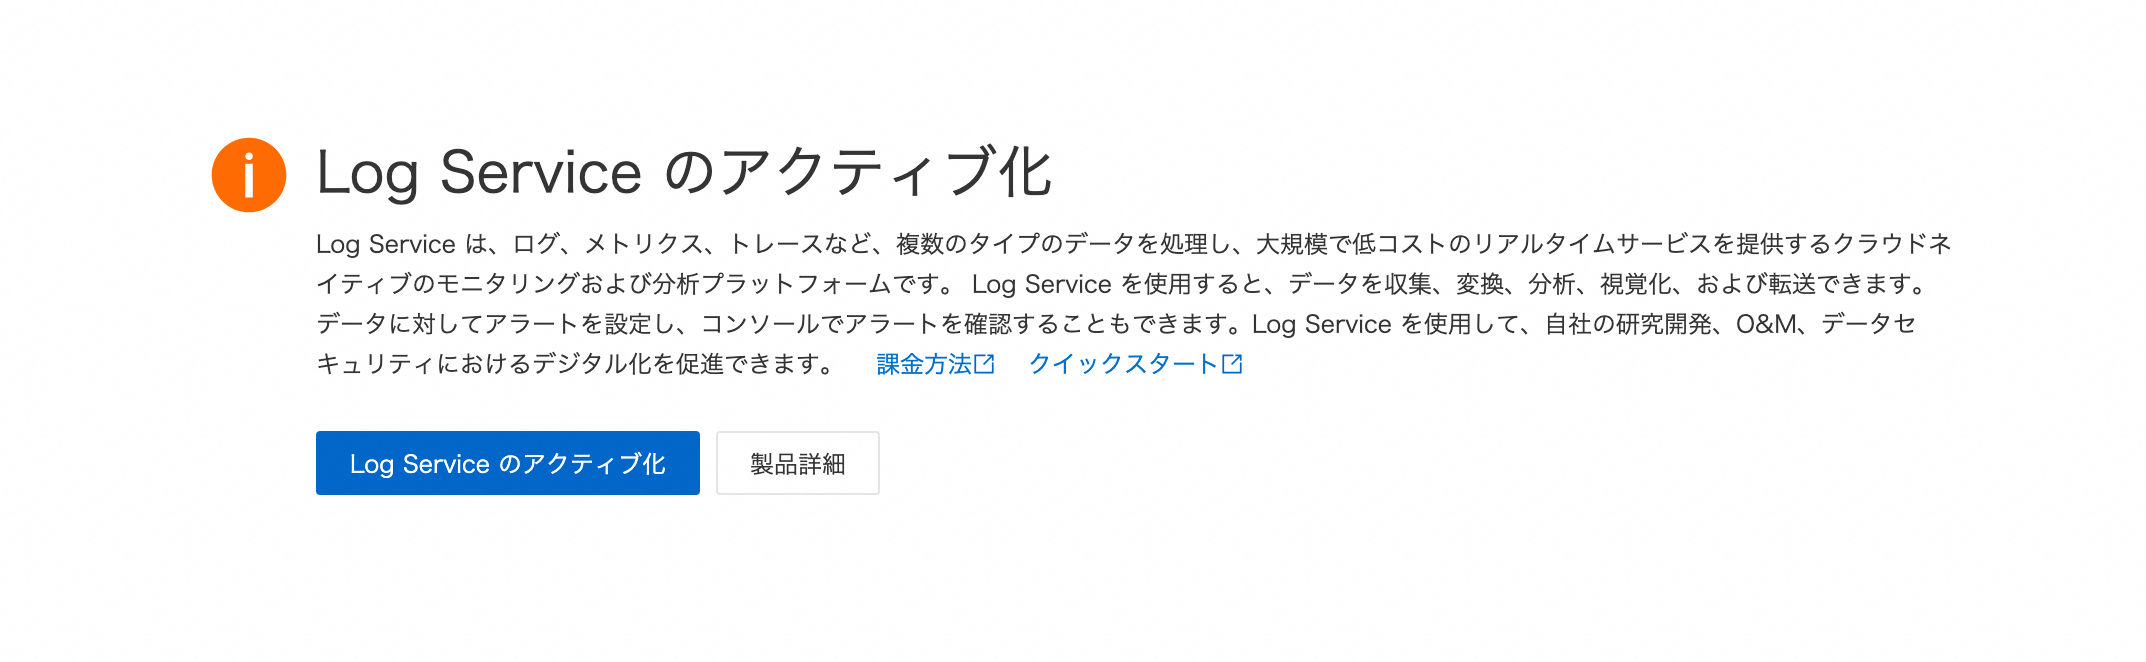 Log Service のアクティブ化
Log Service は、ログ、メトリクス、トレースなど、複数のタイプのデータを処理し、大規模で低コストのリアルタイムサービスを提供するクラウドネ
イティブのモニタリングおよび分析プラットフォームです。 Log Service を使用すると、データを収集、変換、分析、視覚化、および転送できます。
データに対してアラートを設定し、コンソールでアラートを確認することもできます。Log Service を使用して、自社の研究開発、O&M、データセ
キュリティにおけるデジタル化を促進できます。 課金方法 クイックスタート
Log Service のアクティブ化 製品詳細